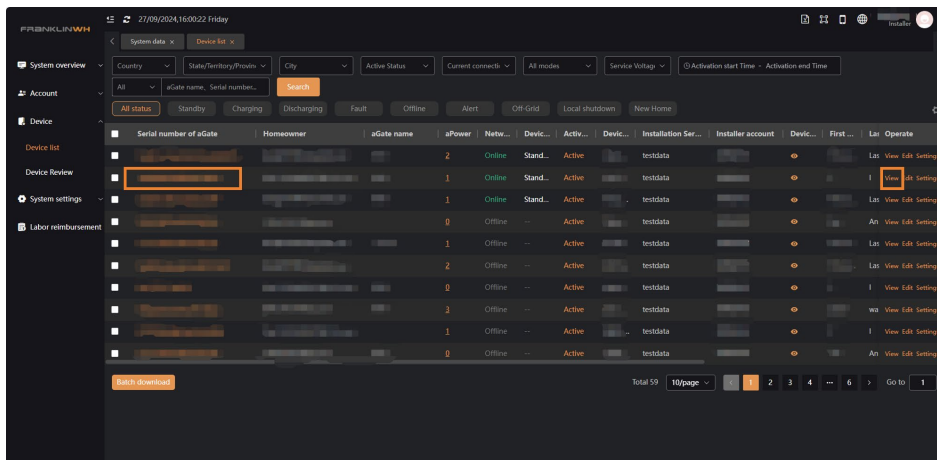 FRANKLINWH
27/09/2024,16:00:22 Friday
Installer
System data ×
Device list ×
System overview
Account
Device
Device list
Device Review
System settings
Labor reimbursement
Country
State/Territory/Provin
City
Active Status
Current connecti
All modes
Service Voltag
Activation start Time - Activation end Time
All
aGate name, Serial number...
Search
All status Standby Charging Discharging Fault Offline Alert Off-Grid Local shutdown New Home
Serial number of aGate Homeowner aGate name aPower Netw... Devic... Activ... Devic... Installation Ser... Installer account Devic... First ... Las Operate
2 Online Stand... Active testdata Las View Edit Setting
1 Online Stand... Active testdata l View Edit Setting
1 Online Stand... Active testdata Las View Edit Setting
0 Offline -- Active testdata An View Edit Setting
1 Offline -- Active testdata Las View Edit Setting
2 Offline -- Active testdata Las View Edit Setting
0 Offline -- Active testdata l View Edit Setting
3 Offline -- Active testdata wa View Edit Setting
1 Offline -- Active testdata l View Edit Setting
0 Offline -- Active testdata An View Edit Setting
Batch download
Total 59 10/page < 1 2 3 4 ... 6 > Go to 1